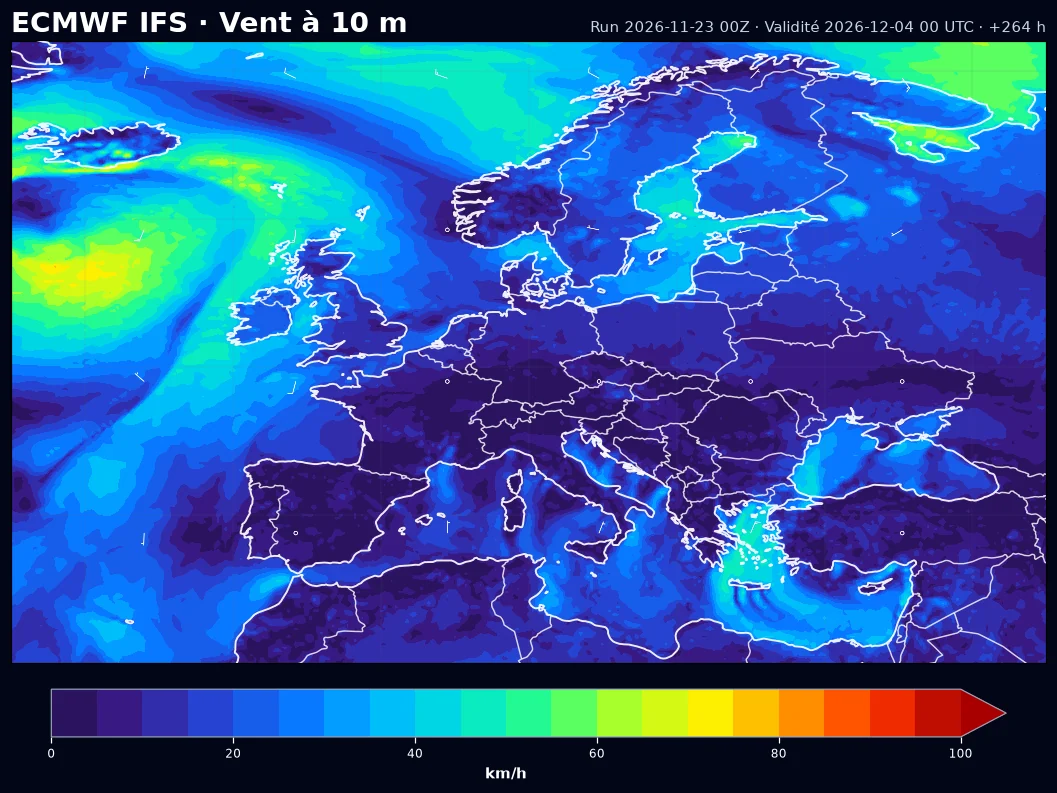 ECMWF IFS · Vent à 10 m
Run 2026-11-23 00Z · Validité 2026-12-04 00 UTC · +264 h
0 20 40 60 80 100
km/h